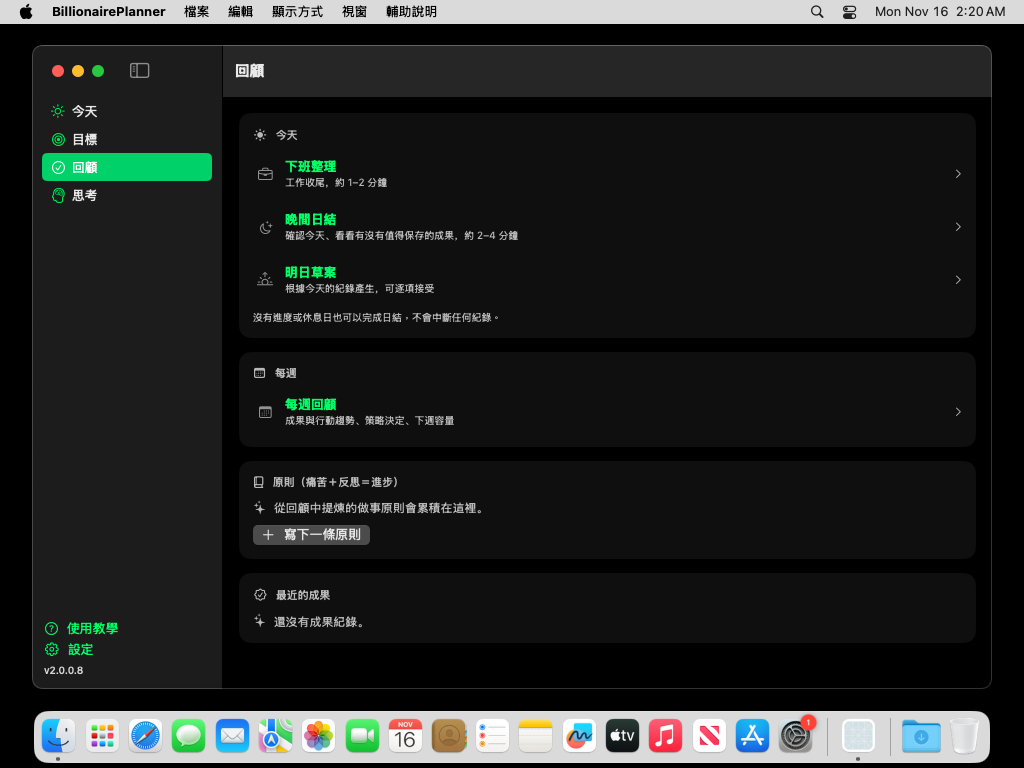 BillionairePlanner 檔案 編輯 顯示方式 視窗 輔助說明 Mon Nov 16 2:20 AM
回顧
今天
目標
回顧
思考
今天
下班整理
工作收尾，約 1–2 分鐘
晚間日結
確認今天、看看有沒有值得保存的成果，約 2–4 分鐘
明日草案
根據今天的紀錄產生，可逐項接受
沒有進度或休息日也可以完成日結，不會中斷任何紀錄。
每週
每週回顧
成果與行動趨勢、策略決定、下週容量
原則（痛苦＋反思＝進步）
從回顧中提煉的做事原則會累積在這裡。
寫下一條原則
最近的成果
還沒有成果紀錄。
使用教學
設定
v2.0.0.8
NOV
16
tv
1